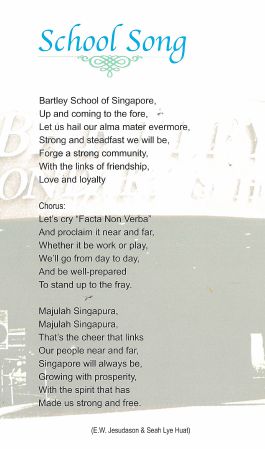 School Song
Bartley School of Singapore,
Up and coming to the fore,
Let us hail our alma mater evermore,
Strong and steadfast we will be,
Forge a strong community,
With the links of friendship,
Love and loyalty
Chorus:
Let's cry "Facta Non Verba"
And proclaim it near and far,
Whether it be work or play,
We'll go from day to day,
And be well-prepared
To stand up to the fray.
Majulah Singapura,
Majulah Singapura,
That's the cheer that links
Our people near and far,
Singapore will always be,
Growing with prosperity,
With the spirit that has
Made us strong and free.
(E.W. Jesudason & Seah Lye Huat)